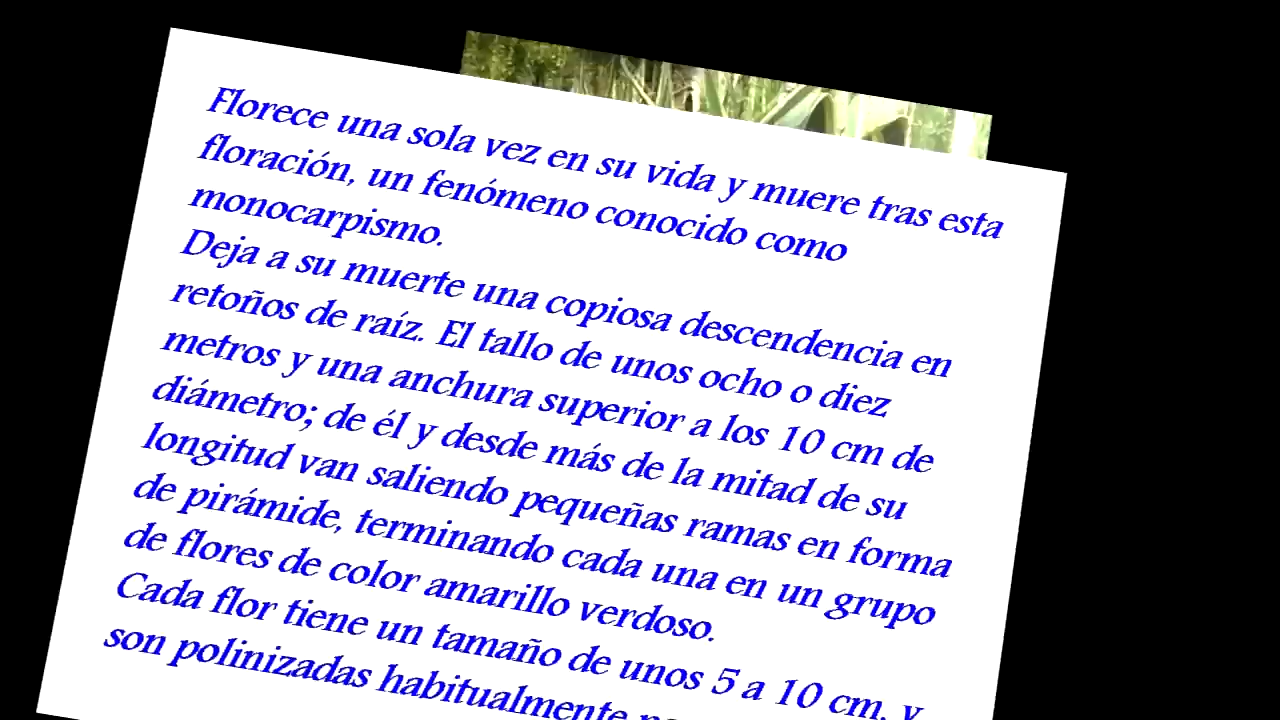 Florece una sola vez en su vida y muere tras esta
floración, un fenómeno conocido como
monocarpismo.
Deja a su muerte una copiosa descendencia en
retoños de raíz. El tallo de unos ocho o diez
metros y una anchura superior a los 10 cm de
diámetro; de él y desde más de la mitad de su
longitud van saliendo pequeñas ramas en forma
de pirámide, terminando cada una en un grupo
de flores de color amarillo verdoso.
Cada flor tiene un tamaño de unos 5 a 10 cm. y
son polinizadas habitualmente